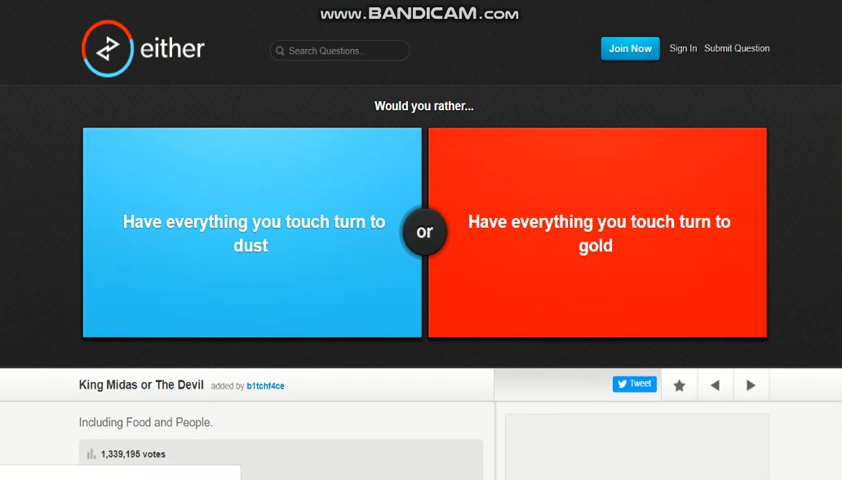 www.BANDICAM.com
either
Search Questions...
Join Now
Sign In
Submit Question
Would you rather...
Have everything you touch turn to
dust
or
Have everything you touch turn to
gold
King Midas or The Devil added by b1tchf4ce
Tweet
Including Food and People.
1,339,195 votes